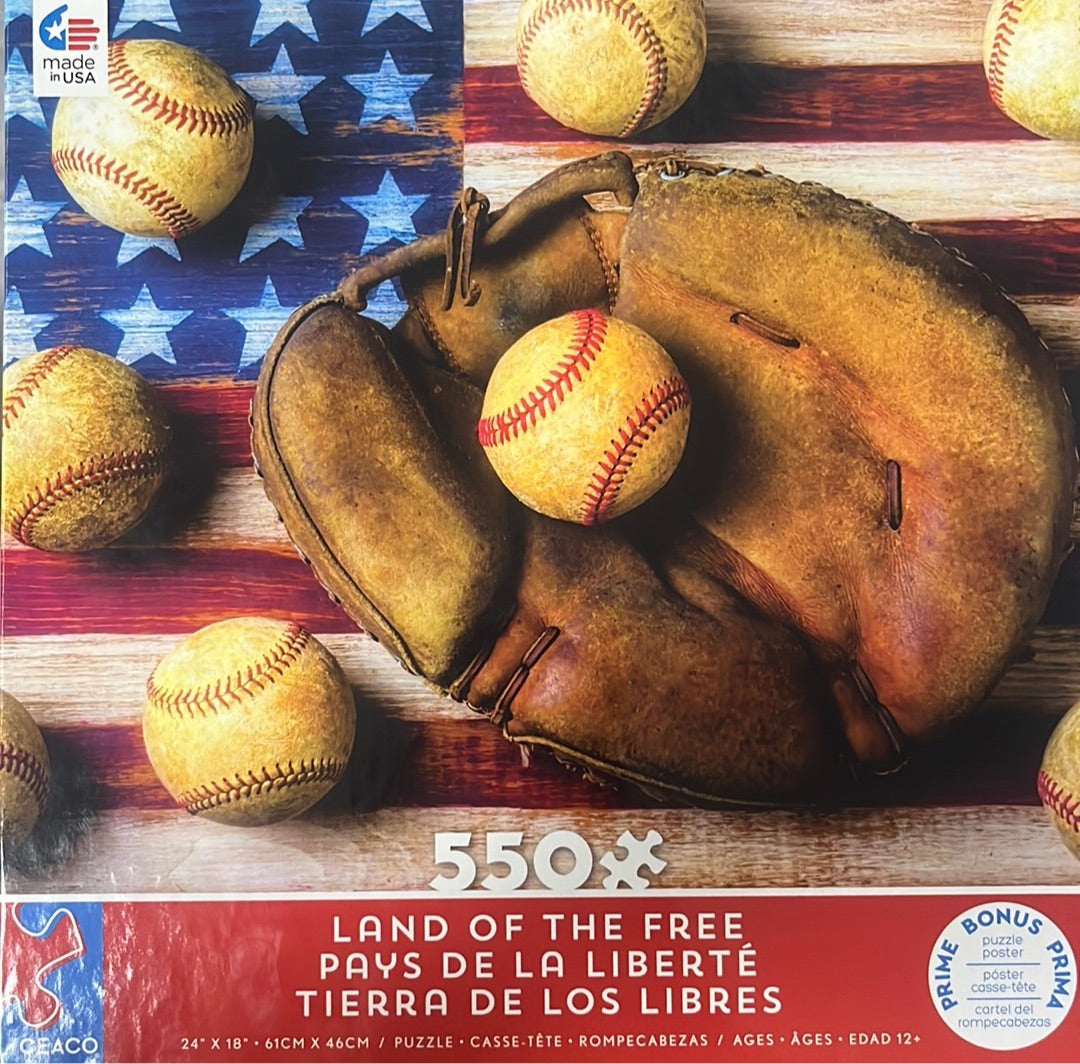 made
in USA
550
LAND OF THE FREE
PAYS DE LA LIBERTÉ
TIERRA DE LOS LIBRES
24" X 18" • 61CM X 46CM / PUZZLE • CASSE-TÊTE • ROMPECABEZAS / AGES • ÂGES • EDAD 12+
CEACO
PRIME BONUS PRIMA
puzzle
poster
póster
casse-tête
cartel del
rompecabezas